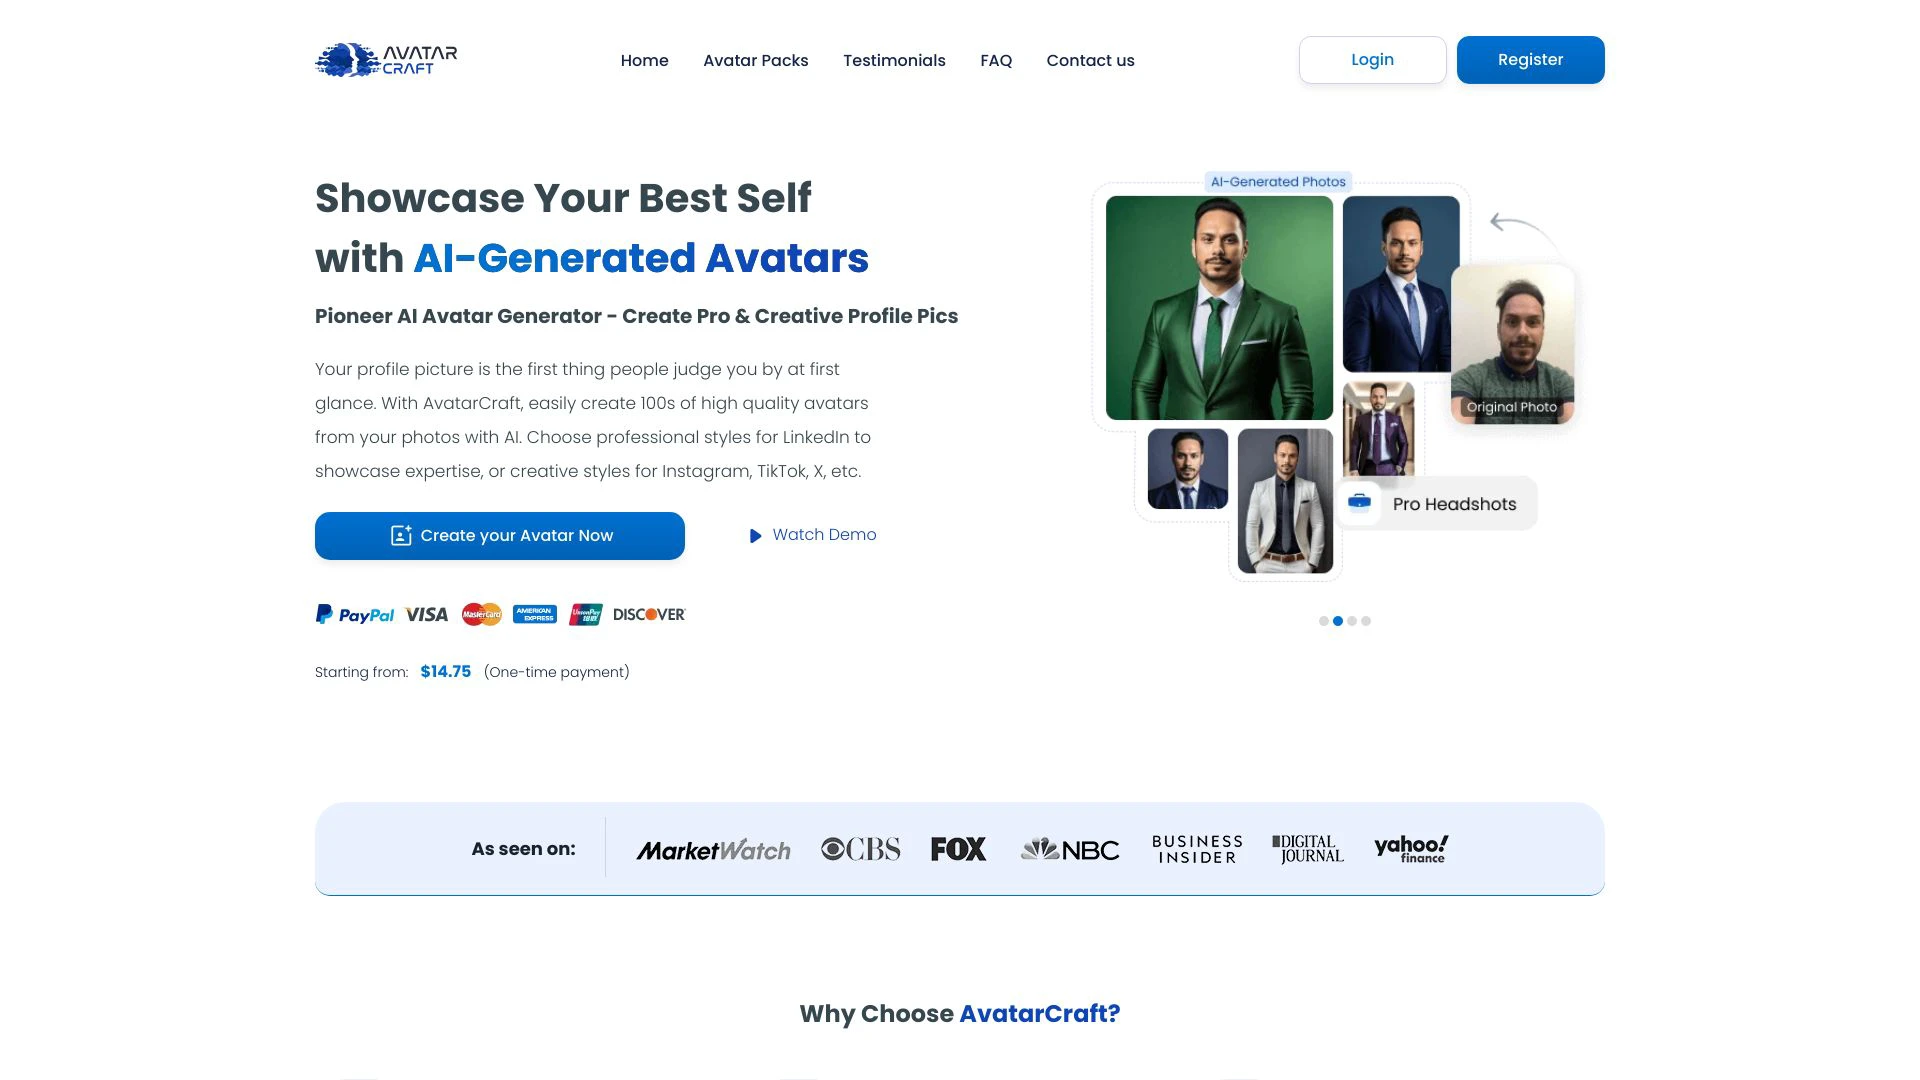 AVATAR
CRAFT
Home
Avatar Packs
Testimonials
FAQ
Contact us
Login
Register
Showcase Your Best Self
with AI-Generated Avatars
Pioneer AI Avatar Generator - Create Pro & Creative Profile Pics
Your profile picture is the first thing people judge you by at first
glance. With AvatarCraft, easily create 100s of high quality avatars
from your photos with AI. Choose professional styles for LinkedIn to
showcase expertise, or creative styles for Instagram, TikTok, X, etc.
Create your Avatar Now
Watch Demo
PayPal
VISA
MasterCard
AMERICAN
EXPRESS
UnionPay
银联
DISCOVER
Starting from: $14.75 (One-time payment)
AI-Generated Photos
Original Photo
Pro Headshots
As seen on:
MarketWatch
CBS
FOX
NBC
BUSINESS
INSIDER
DIGITAL
JOURNAL
yahoo!
finance
Why Choose AvatarCraft?